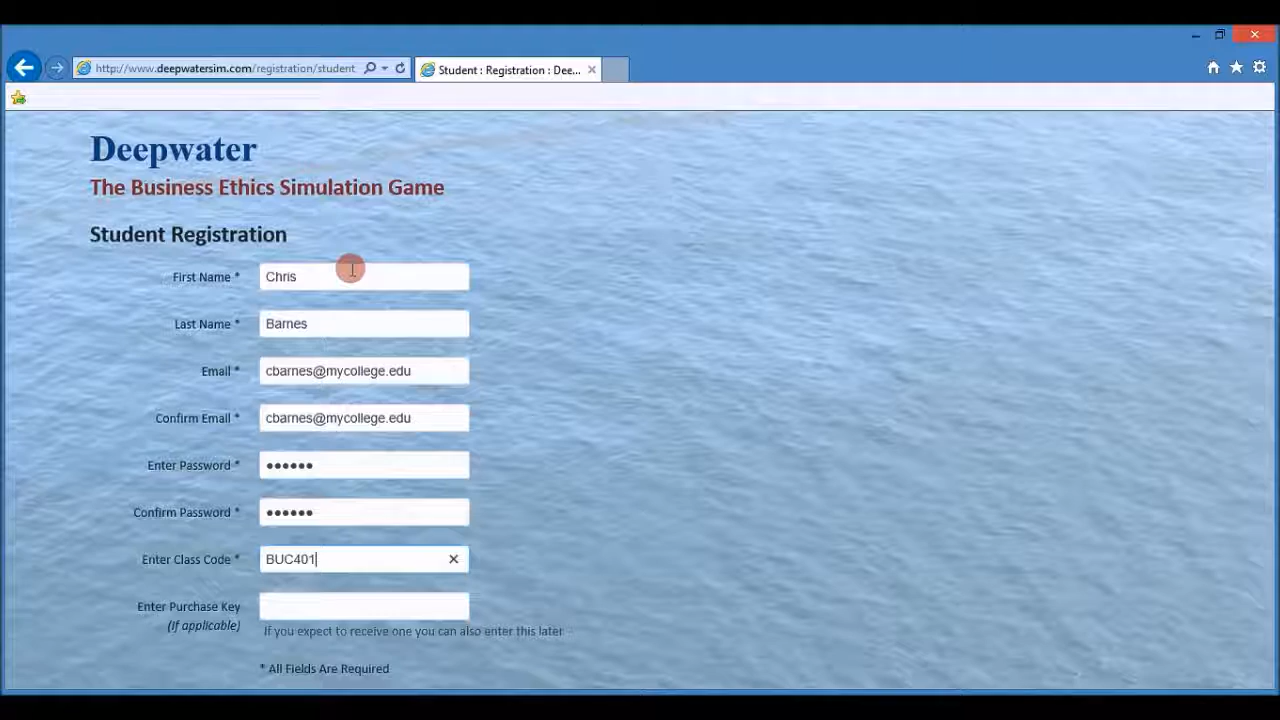 http://www.deepwatersim.com/registration/student
Student : Registration : Dee...
Deepwater
The Business Ethics Simulation Game
Student Registration
First Name * Chris
Last Name * Barnes
Email * cbarnes@mycollege.edu
Confirm Email * cbarnes@mycollege.edu
Enter Password * ●●●●●●
Confirm Password * ●●●●●●
Enter Class Code * BUC401
Enter Purchase Key
(If applicable)
If you expect to receive one you can also enter this later
* All Fields Are Required